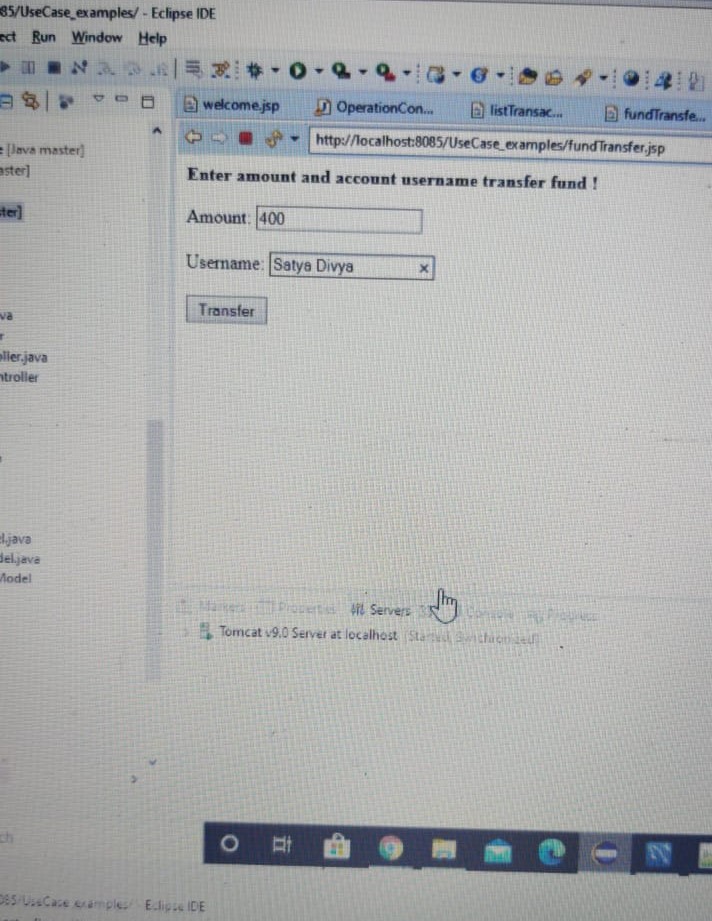 85/UseCase_examples/ - Eclipse IDE
ect Run Window Help
welcome.jsp OperationCon... listTransac... fundTransfe...
[Java master]
http://localhost:8085/UseCase_examples/fundTransfer.jsp
aster]
Enter amount and account username transfer fund !
ter]
Amount: 400
Username: Satya Divya ×
Transfer
va
r
oller.java
ntroller
l.java
del.java
Model
Markers Properties Servers Console Progress
Tomcat v9.0 Server at localhost [Started, Synchronized]
ch
085/UseCase_examples/ - Eclipse IDE